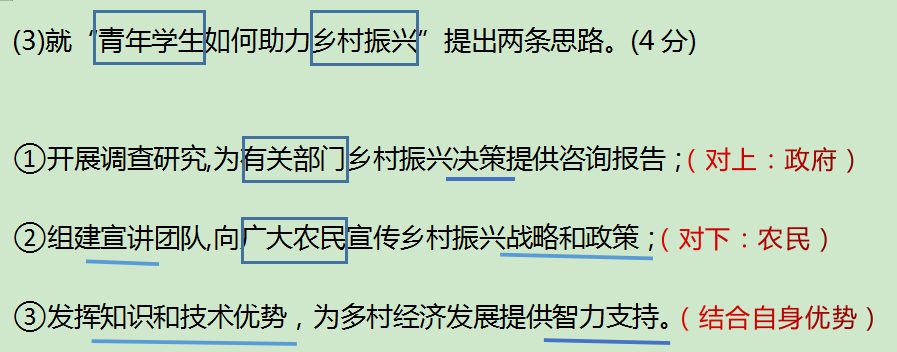 (3)就“青年学生如何助力乡村振兴”提出两条思路。(4分)
①开展调查研究,为有关部门乡村振兴决策提供咨询报告；(对上：政府)
②组建宣讲团队,向广大农民宣传乡村振兴战略和政策；(对下：农民)
③发挥知识和技术优势，为多村经济发展提供智力支持。(结合自身优势)